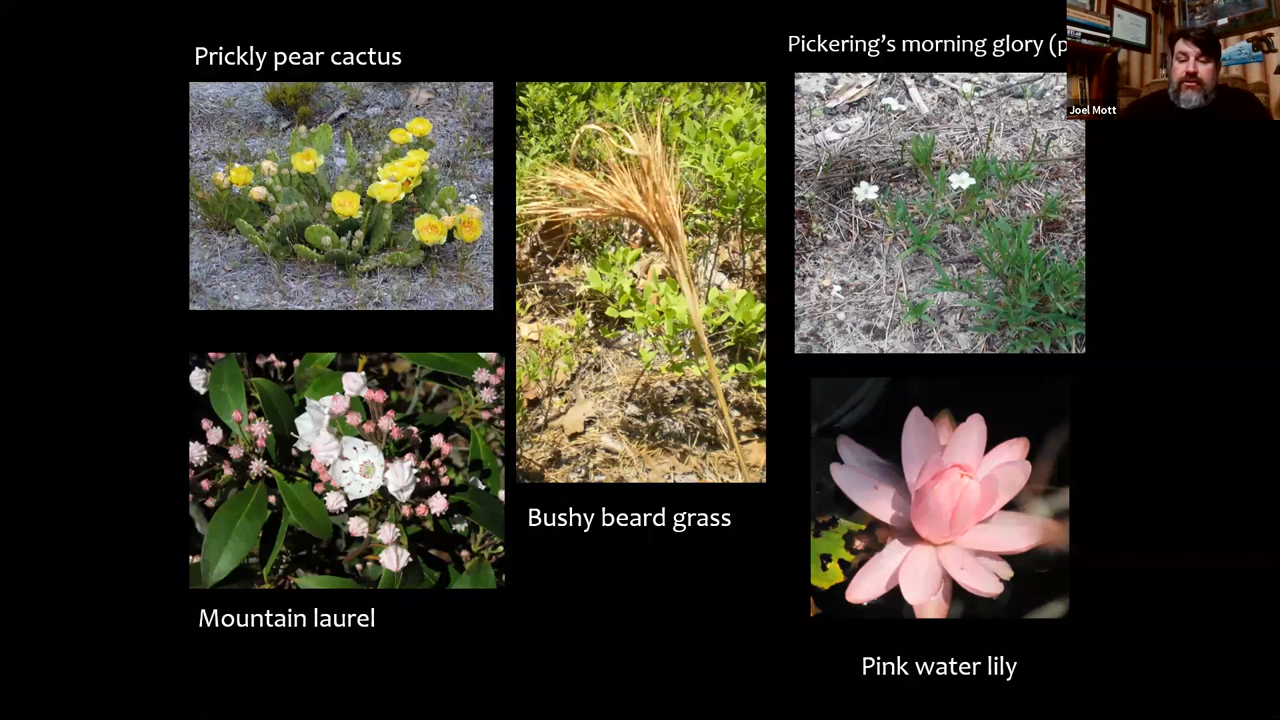 Prickly pear cactus
Pickering's morning glory (p
Joel Mott
Bushy beard grass
Mountain laurel
Pink water lily